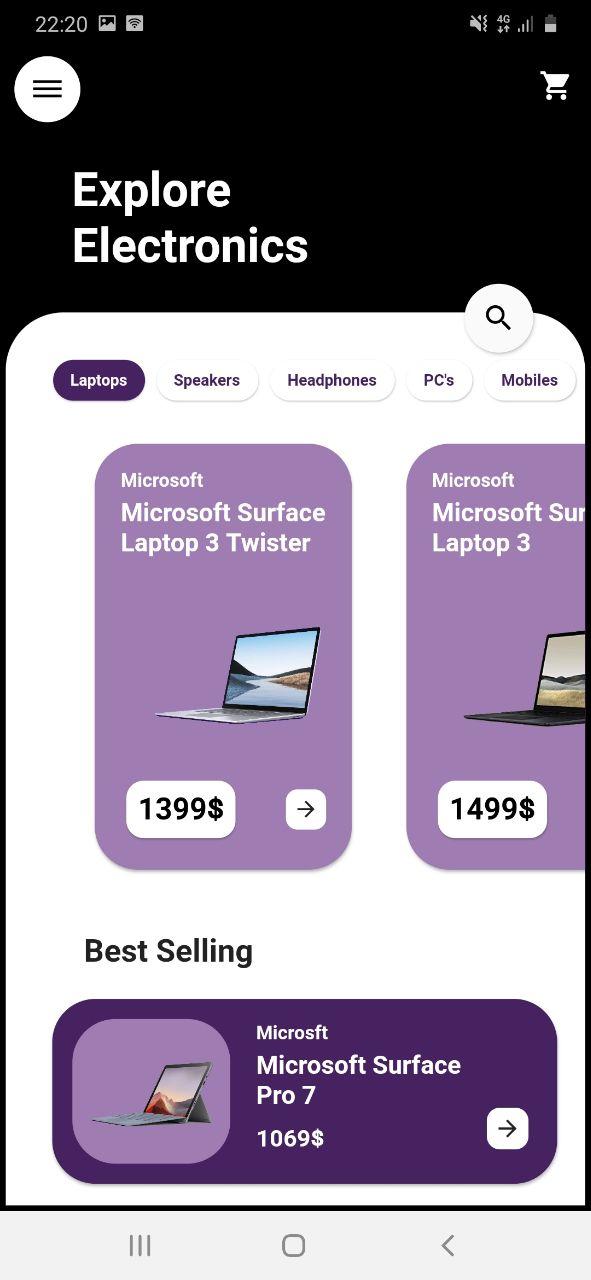 22:20
4G
Explore
Electronics
Laptops Speakers Headphones PC's Mobiles
Microsoft
Microsoft Surface
Laptop 3 Twister
1399$
Microsoft
Microsoft Sur
Laptop 3
1499$
Best Selling
Microsft
Microsoft Surface
Pro 7
1069$